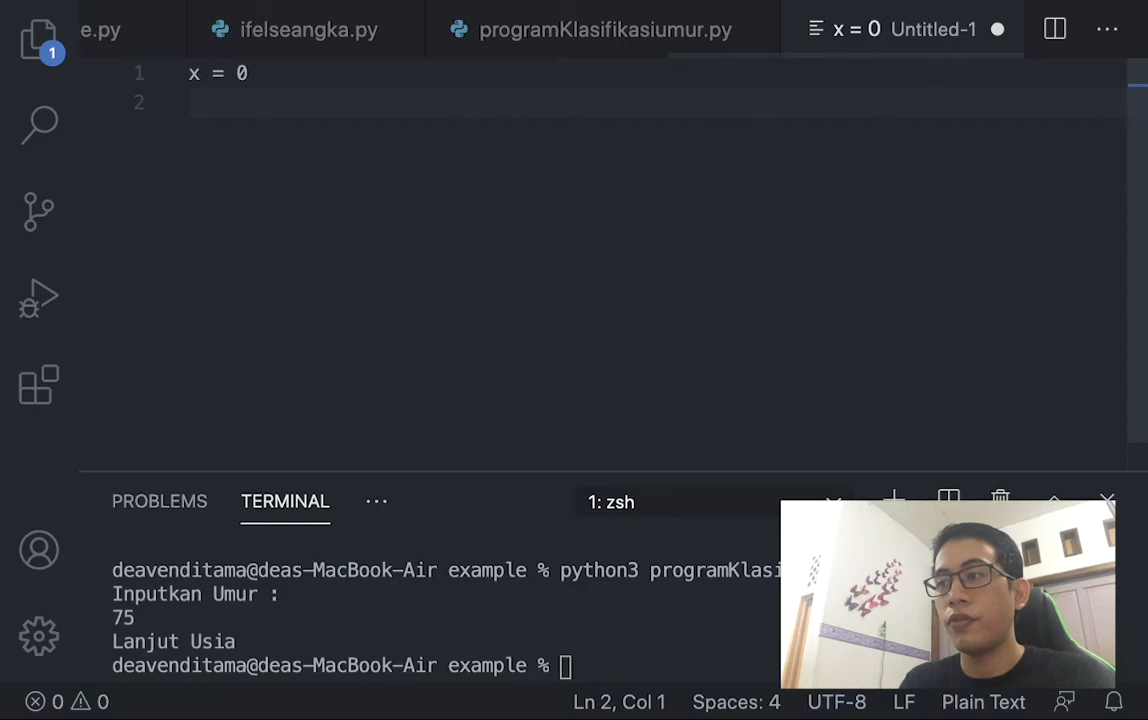 e.py
ifelseangka.py
programKlasifikasiumur.py
x = 0 Untitled-1
1
1 x = 0
2
PROBLEMS
TERMINAL
1: zsh
deavenditama@deas-MacBook-Air example % python3 programKlasi
Inputkan Umur :
75
Lanjut Usia
deavenditama@deas-MacBook-Air example %
0 0
Ln 2, Col 1
Spaces: 4
UTF-8
LF
Plain Text